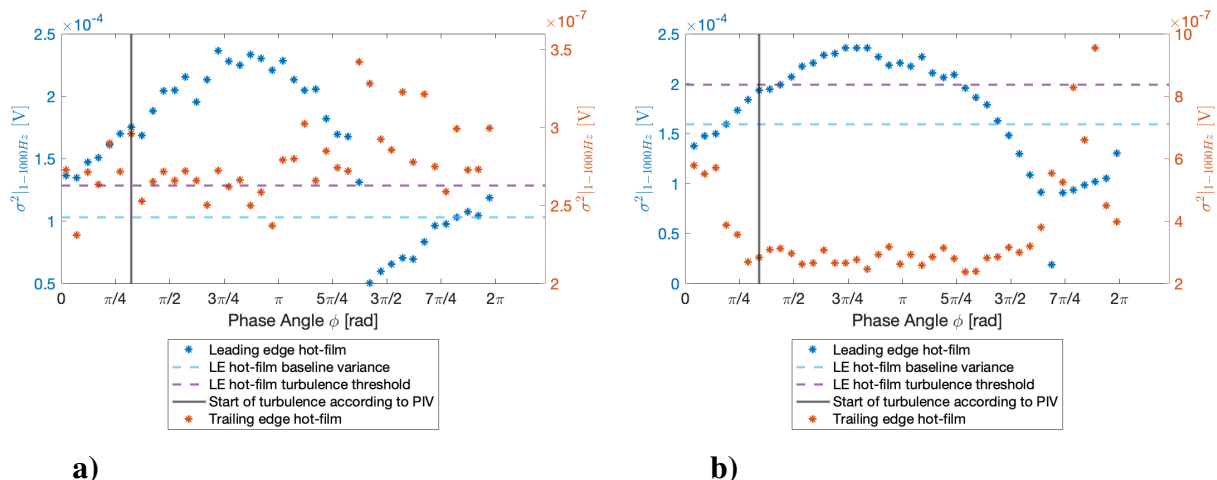 ×10⁻⁴
×10⁻⁷
2.5
2
1.5
1
0.5
σ²|1−1000Hz [V]
3.5
3
2.5
2
σ²|1−1000Hz [V]
0 π/4 π/2 3π/4 π 5π/4 3π/2 7π/4 2π
Phase Angle ϕ [rad]
Leading edge hot-film
LE hot-film baseline variance
LE hot-film turbulence threshold
Start of turbulence according to PIV
Trailing edge hot-film
a)
×10⁻⁴
×10⁻⁷
2.5
2
1.5
1
0.5
0
σ²|1−1000Hz [V]
10
8
6
4
2
σ²|1−1000Hz [V]
0 π/4 π/2 3π/4 π 5π/4 3π/2 7π/4 2π
Phase Angle ϕ [rad]
Leading edge hot-film
LE hot-film baseline variance
LE hot-film turbulence threshold
Start of turbulence according to PIV
Trailing edge hot-film
b)